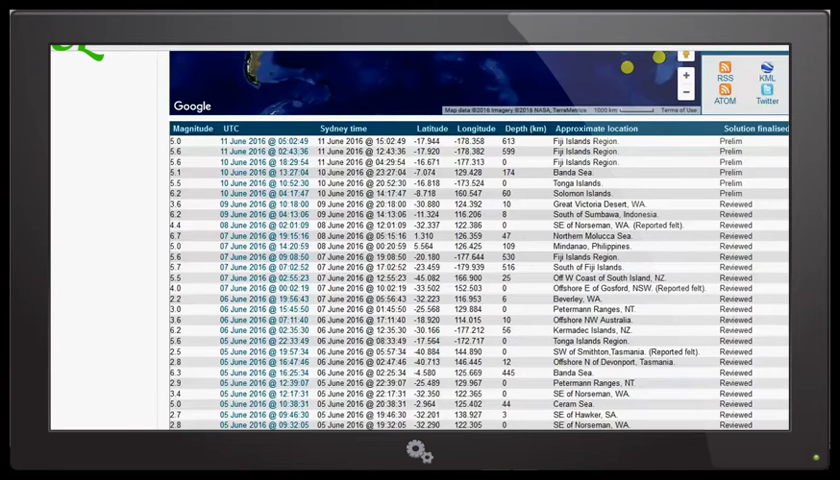 RSS KML
ATOM Twitter
Google
Map data ©2016 Imagery ©2016 NASA, TerraMetrics 1000 km Terms of Use
Magnitude UTC Sydney time Latitude Longitude Depth (km) Approximate location Solution finalised
5.0 11 June 2016 @ 05:02:49 11 June 2016 @ 15:02:49 -17.944 -178.358 613 Fiji Islands Region. Prelim
5.6 11 June 2016 @ 02:43:36 11 June 2016 @ 12:43:36 -17.920 -178.382 599 Fiji Islands Region. Prelim
5.6 10 June 2016 @ 18:29:54 11 June 2016 @ 04:29:54 -16.671 -177.313 0 Fiji Islands Region. Prelim
5.1 10 June 2016 @ 13:27:04 10 June 2016 @ 23:27:04 -7.074 129.428 174 Banda Sea. Prelim
5.5 10 June 2016 @ 10:52:30 10 June 2016 @ 20:52:30 -16.818 -173.524 0 Tonga Islands. Prelim
6.2 10 June 2016 @ 04:17:47 10 June 2016 @ 14:17:47 -8.718 160.547 60 Solomon Islands. Prelim
3.6 09 June 2016 @ 10:18:00 09 June 2016 @ 20:18:00 -30.880 124.392 10 Great Victoria Desert, WA. Reviewed
6.2 09 June 2016 @ 04:13:06 09 June 2016 @ 14:13:06 -11.324 116.206 8 South of Sumbawa, Indonesia. Reviewed
4.4 08 June 2016 @ 02:01:09 08 June 2016 @ 12:01:09 -32.337 122.386 0 SE of Norseman, WA. (Reported felt). Reviewed
6.7 07 June 2016 @ 19:15:16 08 June 2016 @ 05:15:16 1.310 126.359 47 Northern Molucca Sea. Reviewed
5.0 07 June 2016 @ 14:20:59 08 June 2016 @ 00:20:59 5.564 126.425 109 Mindanao, Philippines. Reviewed
5.6 07 June 2016 @ 09:08:50 07 June 2016 @ 19:08:50 -20.180 -177.644 530 Fiji Islands Region. Reviewed
5.7 07 June 2016 @ 07:02:52 07 June 2016 @ 17:02:52 -23.459 -179.939 516 South of Fiji Islands. Reviewed
5.5 07 June 2016 @ 02:55:23 07 June 2016 @ 12:55:23 -45.082 166.900 25 Off W Coast of South Island, NZ. Reviewed
4.0 07 June 2016 @ 00:02:19 07 June 2016 @ 10:02:19 -33.502 152.503 0 Offshore E of Gosford, NSW. (Reported felt). Reviewed
2.2 06 June 2016 @ 19:56:43 07 June 2016 @ 05:56:43 -32.223 116.953 6 Beverley, WA. Reviewed
3.0 06 June 2016 @ 15:45:50 07 June 2016 @ 01:45:50 -25.568 129.884 0 Petermann Ranges, NT. Reviewed
3.6 06 June 2016 @ 07:11:40 06 June 2016 @ 17:11:40 -18.940 114.015 10 Offshore NW Australia. Reviewed
6.2 06 June 2016 @ 02:35:30 06 June 2016 @ 12:35:30 -30.166 -177.212 56 Kermadec Islands, NZ. Reviewed
5.6 05 June 2016 @ 22:33:49 06 June 2016 @ 08:33:49 -17.564 -172.717 0 Tonga Islands Region. Reviewed
2.5 05 June 2016 @ 19:57:34 06 June 2016 @ 05:57:34 -40.884 144.890 0 SW of Smithton,Tasmania. (Reported felt). Reviewed
2.8 05 June 2016 @ 16:47:46 06 June 2016 @ 02:47:46 -40.713 146.445 12 Offshore N of Devonport, Tasmania. Reviewed
6.3 05 June 2016 @ 16:25:34 06 June 2016 @ 02:25:34 -4.580 125.669 445 Banda Sea. Reviewed
2.9 05 June 2016 @ 12:39:07 05 June 2016 @ 22:39:07 -25.489 129.967 0 Petermann Ranges, NT. Reviewed
3.4 05 June 2016 @ 12:17:31 05 June 2016 @ 22:17:31 -32.350 122.365 0 SE of Norseman, WA. Reviewed
5.0 05 June 2016 @ 10:38:31 05 June 2016 @ 20:38:31 -2.964 125.402 44 Ceram Sea. Reviewed
2.7 05 June 2016 @ 09:46:30 05 June 2016 @ 19:46:30 -32.201 138.927 3 SE of Hawker, SA. Reviewed
2.8 05 June 2016 @ 09:32:05 05 June 2016 @ 19:32:05 -32.290 122.305 0 SE of Norseman, WA. Reviewed